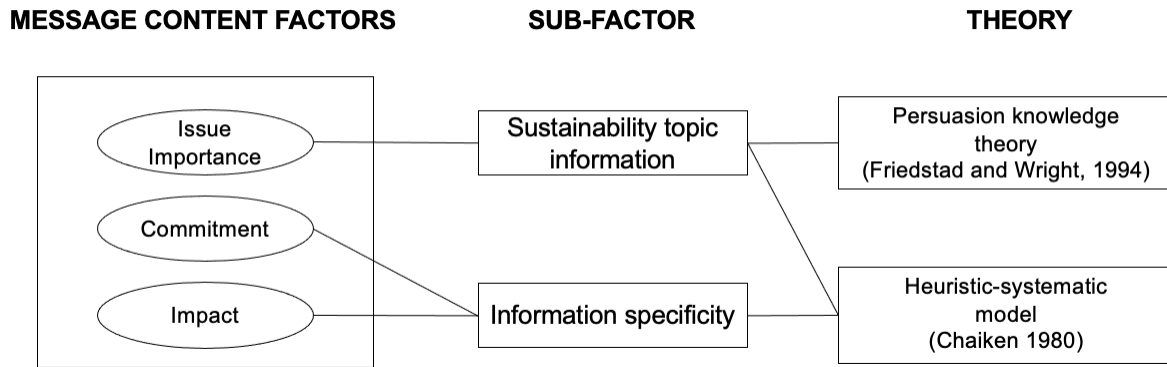 MESSAGE CONTENT FACTORS
SUB-FACTOR
THEORY
Issue
Importance
Commitment
Impact
Sustainability topic
information
Information specificity
Persuasion knowledge
theory
(Friedstad and Wright, 1994)
Heuristic-systematic
model
(Chaiken 1980)